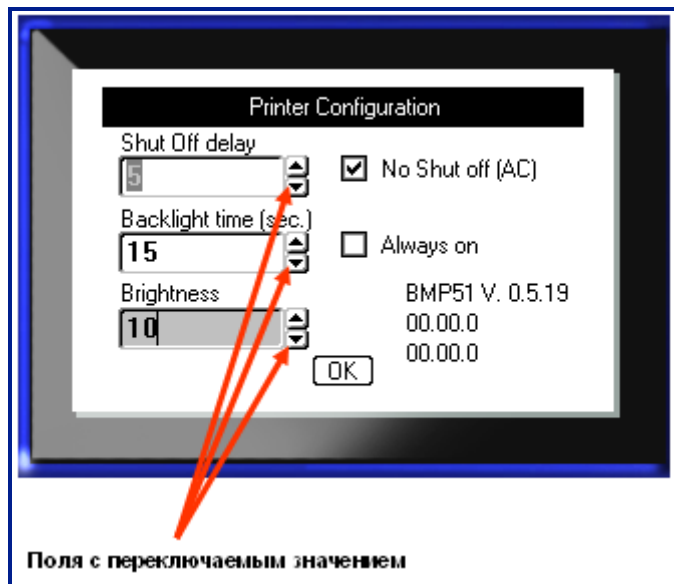 Printer Configuration
Shut Off delay
5
No Shut off (AC)
Backlight time (sec.)
15
Always on
Brightness
10
BMP51 V. 0.5.19
00.00.0
00.00.0
OK
Поля с переключаемым значением